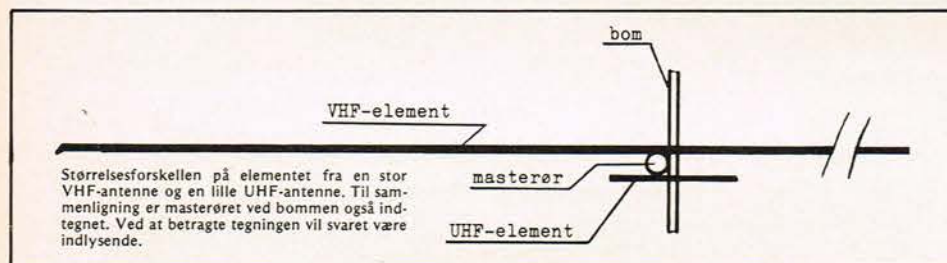 bom
VHF-element
Størrelsesforskellen på elementet fra en stor
VHF-antenne og en lille UHF-antenne. Til sam-
menligning er masterøret ved bommen også ind-
tegnet. Ved at betragte tegningen vil svaret være
indlysende.
masterør
UHF-element